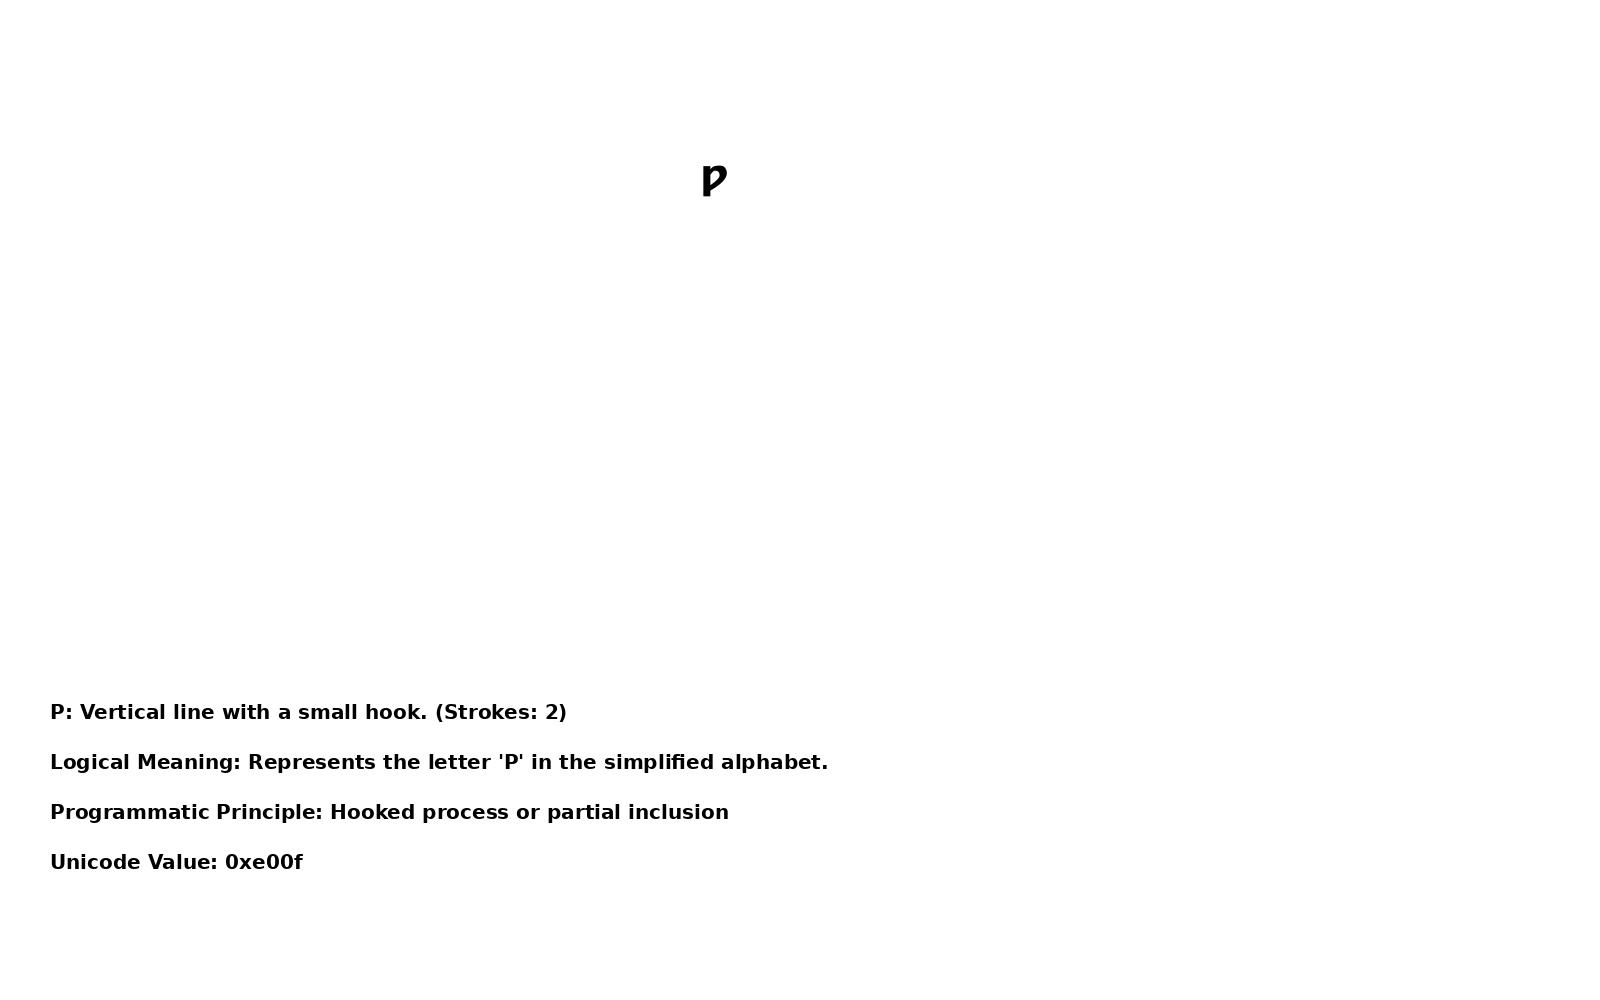 P
P: Vertical line with a small hook. (Strokes: 2)
Logical Meaning: Represents the letter 'P' in the simplified alphabet.
Programmatic Principle: Hooked process or partial inclusion
Unicode Value: 0xe00f